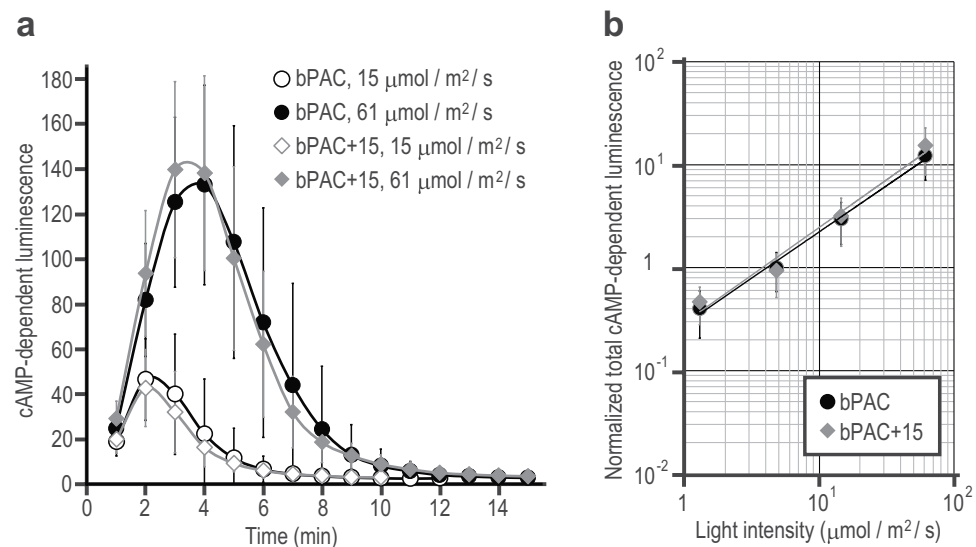 a
cAMP-dependent luminescence
180
160
140
120
100
80
60
40
20
0
0 2 4 6 8 10 12 14
Time (min)
bPAC, 15 μmol / m² / s
bPAC, 61 μmol / m² / s
bPAC+15, 15 μmol / m² / s
bPAC+15, 61 μmol / m² / s
b
Normalized total cAMP-dependent luminescence
10²
10¹
1
10⁻¹
10⁻²
1 10¹ 10²
Light intensity (μmol / m² / s)
bPAC
bPAC+15